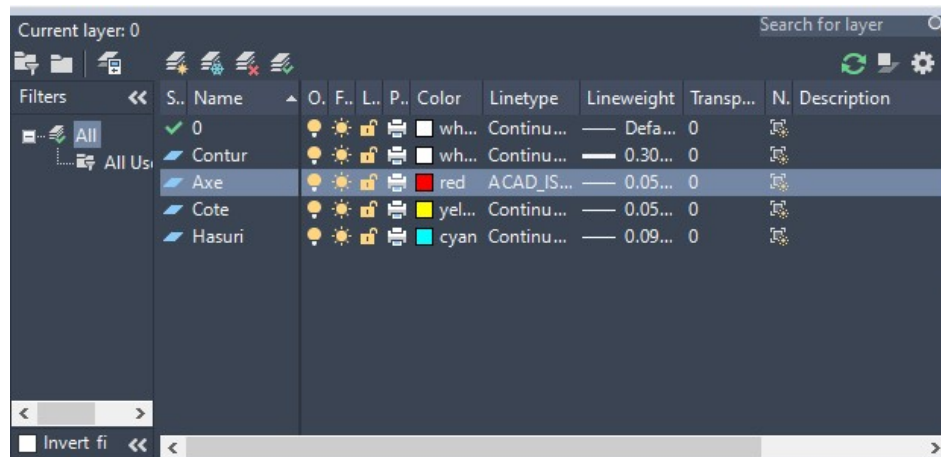 Current layer: 0
Search for layer
Filters
S.. Name O. F.. L.. P.. Color Linetype Lineweight Transp... N. Description
All
All Us
0 wh... Continu... Defa... 0
Contur wh... Continu... 0.30... 0
Axe red ACAD_IS... 0.05... 0
Cote yel... Continu... 0.05... 0
Hasuri cyan Continu... 0.09... 0
Invert fi